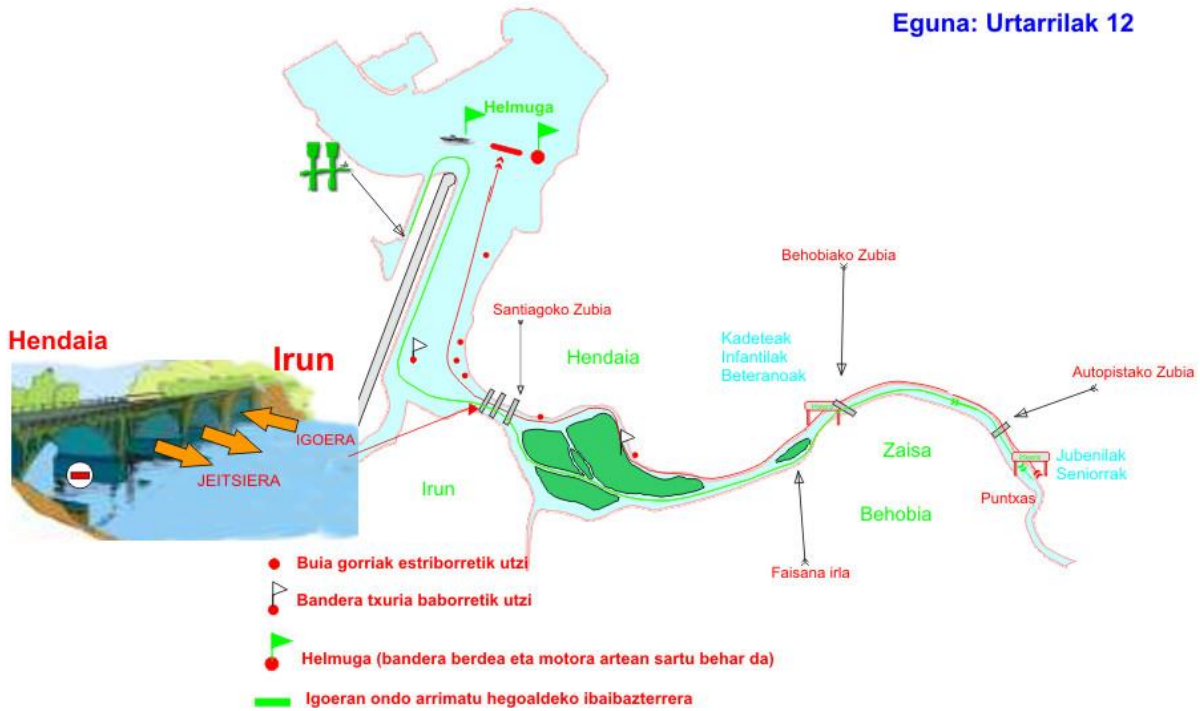 Eguna: Urtarrilak 12
Helmuga
Behobiako Zubia
Santiagoko Zubia
Hendaia
Irun
Hendaia
Kadeteak
Infantilak
Beteranoak
Autopistako Zubia
IGOERA
JEITSIERA
Zaisa
Jubenilak
Seniorrak
Irun
Puntxas
Behobia
Faisana irla
Buia gorriak estriborretik utzi
Bandera txuria baborretik utzi
Helmuga (bandera berdea eta motora artean sartu behar da)
Igoeran ondo arrimatu hegoaldeko ibaibazterrera